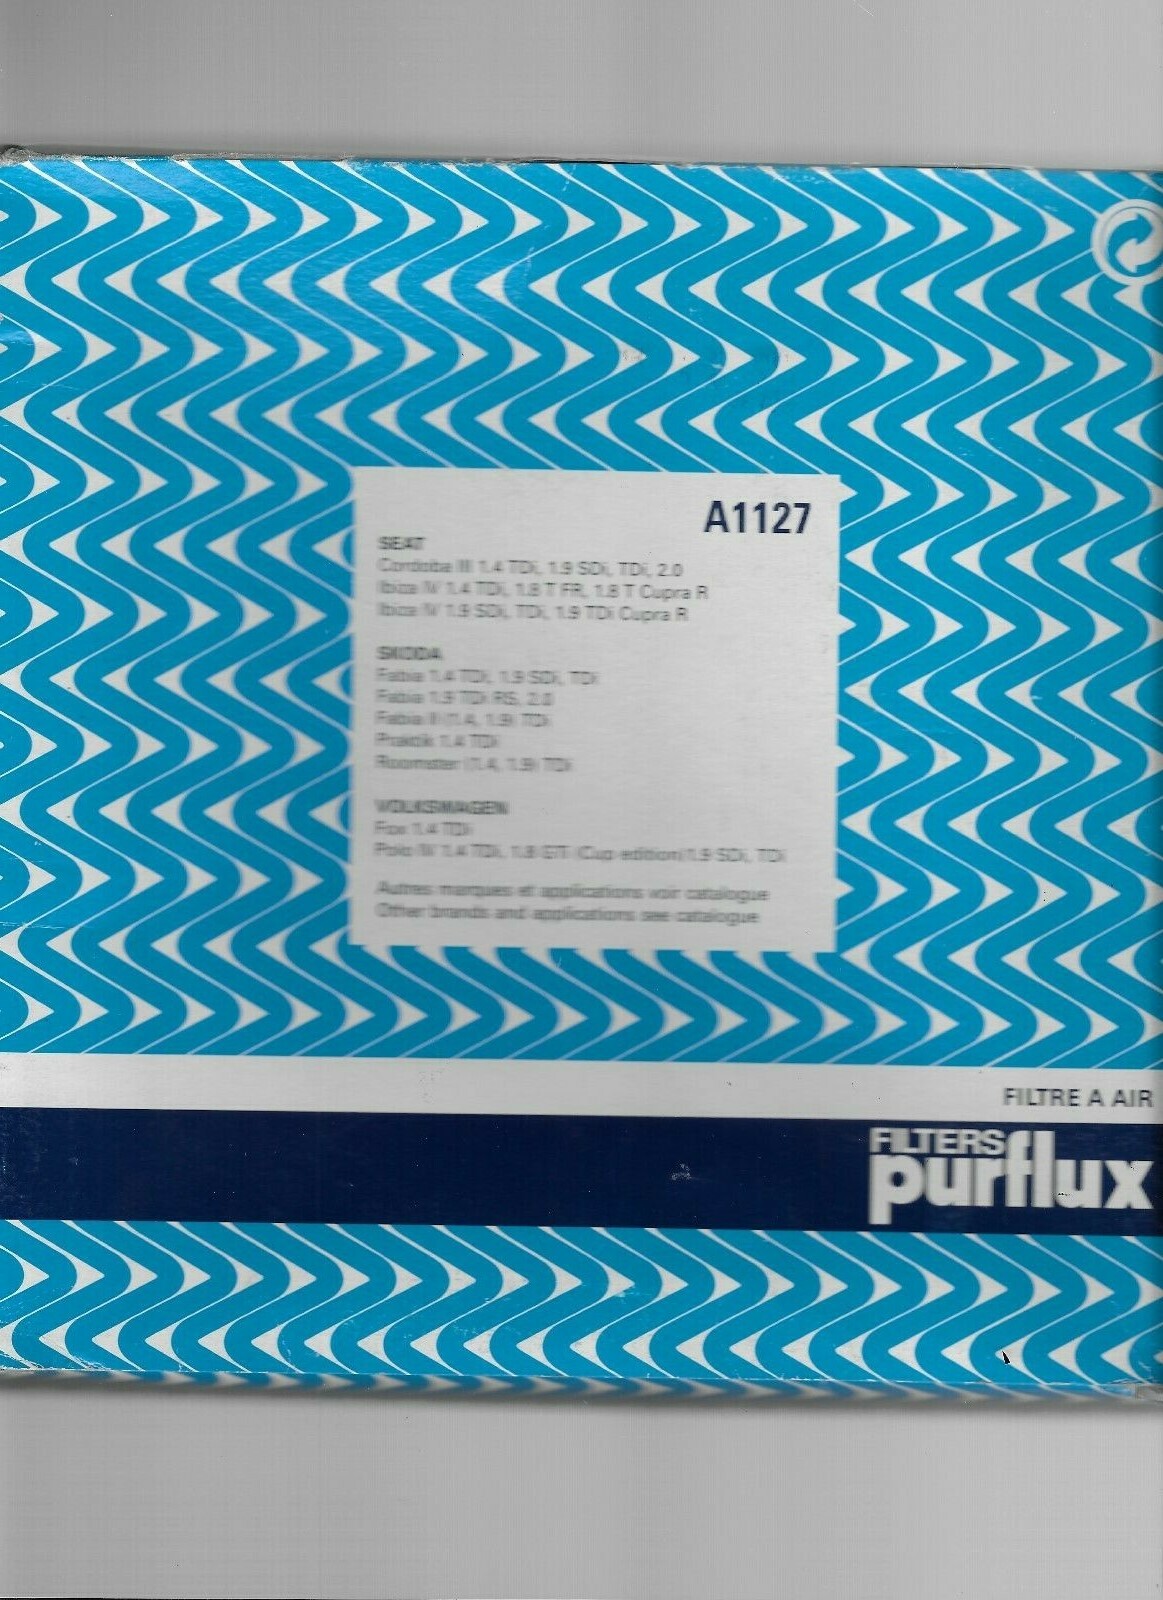 A1127
SEAT
Cordoba III 1.4 TDi, 1.9 SDi, TDi, 2.0
Ibiza IV 1.4 TDi, 1.8 T FR, 1.8 T Cupra R
Ibiza IV 1.9 SDi, TDi, 1.9 TDi Cupra R
SKODA
Fabia 1.4 TDi, 1.9 SDi, TDi
Fabia 1.9 TDi RS, 2.0
Fabia II (1.4, 1.9) TDi
Praktik 1.4 TDi
Roomster (1.4, 1.9) TDi
VOLKSWAGEN
Fox 1.4 TDi
Polo IV 1.4 TDi, 1.8 GTi (Cup edition)1.9 SDi, TDi
Autres marques et applications voir catalogue
Other brands and applications see catalogue
FILTRE A AIR
FILTERS
purflux